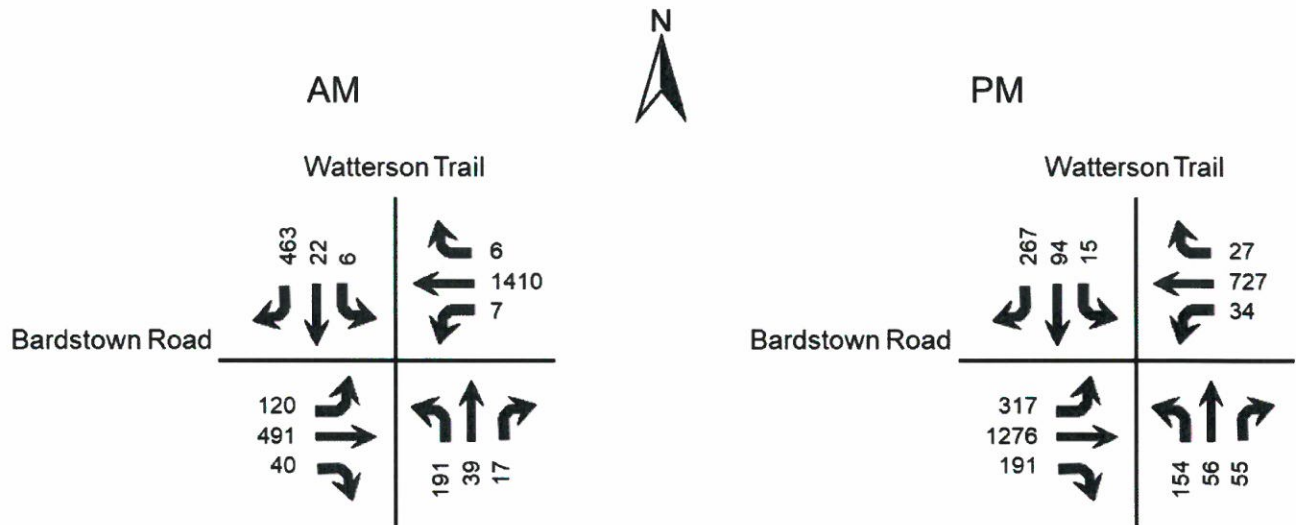 N
AM
PM
Watterson Trail
463 22 6
6
1410
7
Bardstown Road
120
491
40
191 39 17
Watterson Trail
267 94 15
27
727
34
Bardstown Road
317
1276
191
154 56 55